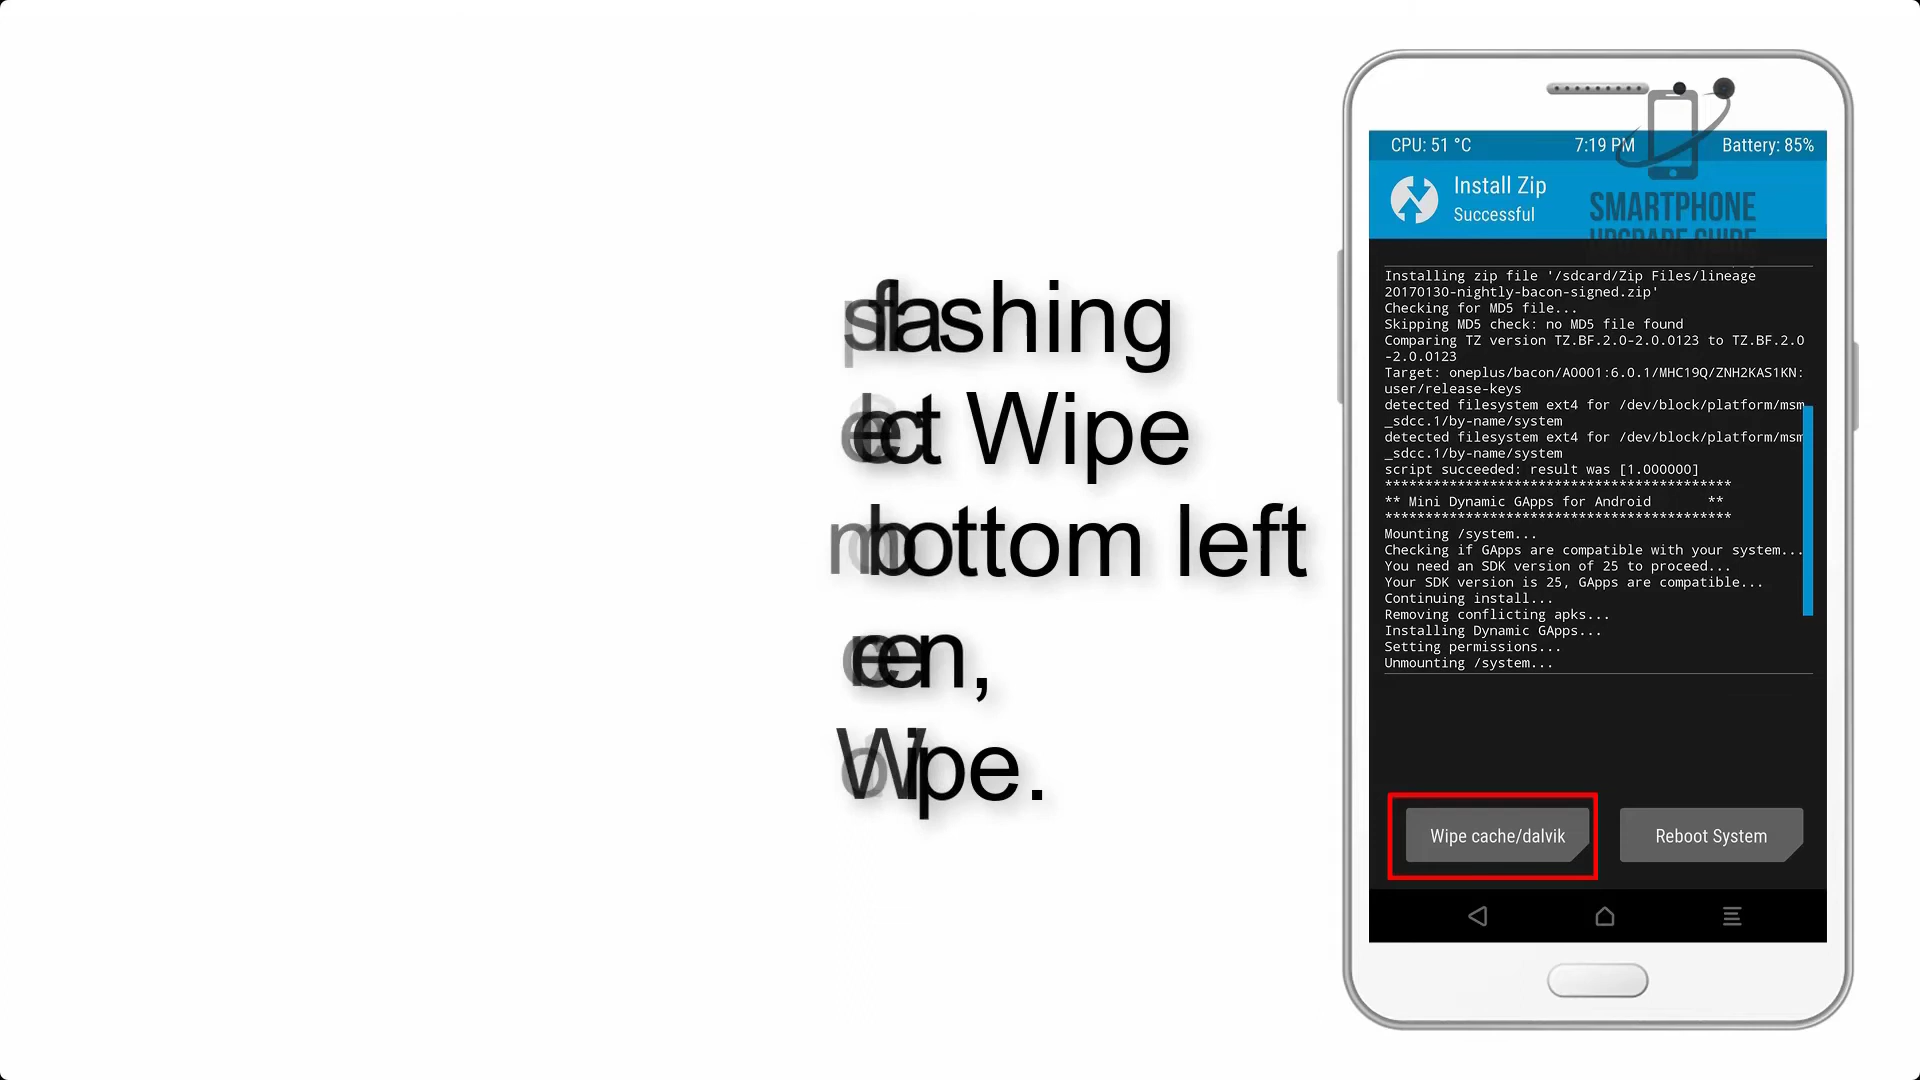 flashing
Wipe
bottom left
Wipe.
CPU: 51 °C 7:19 PM Battery: 85%
Install Zip
Successful
SMARTPHONE
UPGRADE GUIDE
Installing zip file '/sdcard/Zip Files/lineage
20170130-nightly-bacon-signed.zip'
Checking for MD5 file...
Skipping MD5 check: no MD5 file found
Comparing TZ version TZ.BF.2.0-2.0.0123 to TZ.BF.2.0
-2.0.0123
Target: oneplus/bacon/A0001:6.0.1/MHC19Q/ZNH2KAS1KN:
user/release-keys
detected filesystem ext4 for /dev/block/platform/msm
_sdcc.1/by-name/system
detected filesystem ext4 for /dev/block/platform/msm
_sdcc.1/by-name/system
script succeeded: result was [1.000000]
*******************************************
** Mini Dynamic GApps for Android **
*******************************************
Mounting /system...
Checking if GApps are compatible with your system...
You need an SDK version of 25 to proceed...
Your SDK version is 25, GApps are compatible...
Continuing install...
Removing conflicting apks...
Installing Dynamic GApps...
Setting permissions...
Unmounting /system...
Wipe cache/dalvik Reboot System